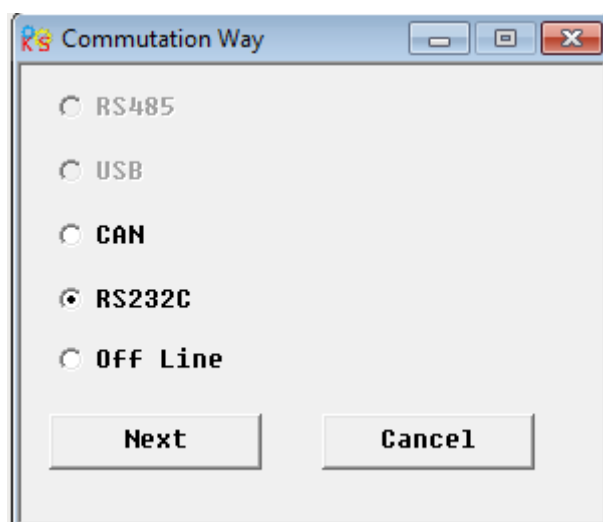 Commutation Way
RS485
USB
CAN
RS232C
Off Line
Next Cancel